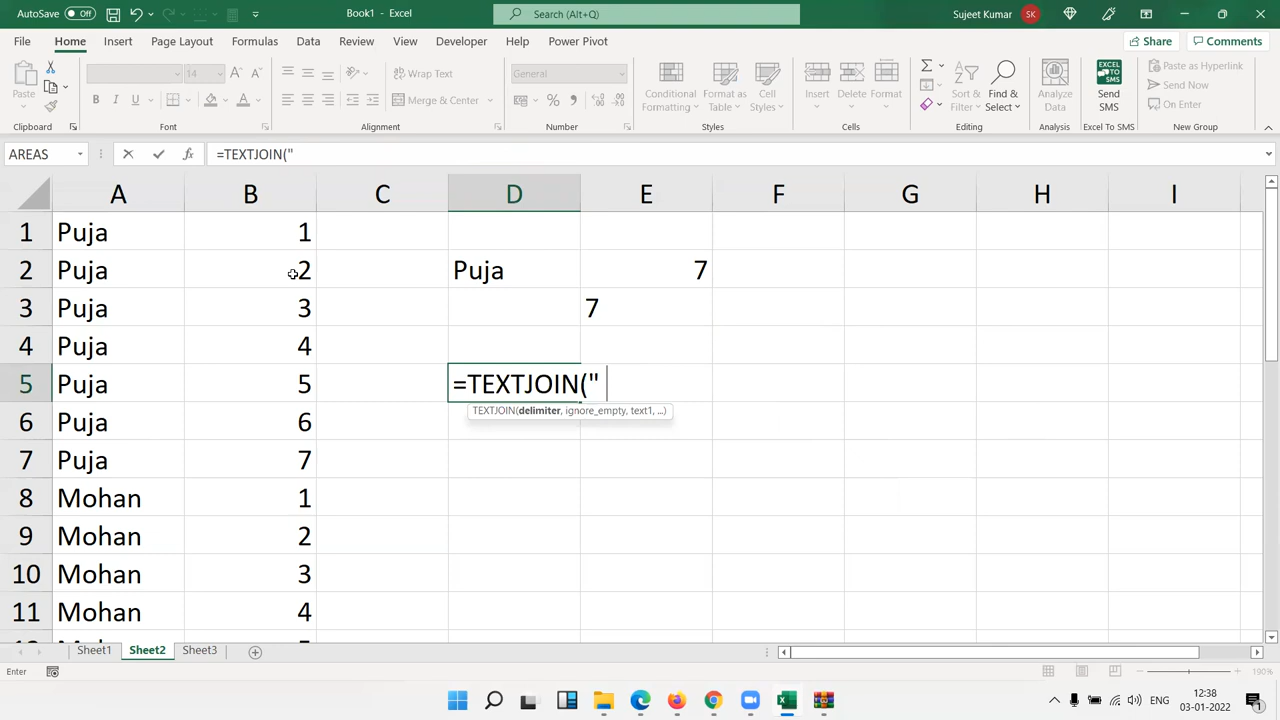 AutoSave Off Book1 - Excel Search (Alt+Q) Sujeet Kumar SK
File Home Insert Page Layout Formulas Data Review View Developer Help Power Pivot Share Comments
Paste 14 A A Wrap Text General Conditional Formatting Format as Table Cell Styles Insert Delete Format Sort & Filter Find & Select Analyze Data Send SMS Paste as Hyperlink
B I U A Merge & Center % Send Now
On Enter
Clipboard Font Alignment Number Styles Cells Editing Analysis Excel To SMS New Group
AREAS fx =TEXTJOIN("
A B C D E F G H I
1 Puja 1
2 Puja 2 Puja 7
3 Puja 3 7
4 Puja 4
5 Puja 5 =TEXTJOIN("
TEXTJOIN(delimiter, ignore_empty, text1, ...)
6 Puja 6
7 Puja 7
8 Mohan 1
9 Mohan 2
10 Mohan 3
11 Mohan 4
Sheet1 Sheet2 Sheet3
Enter 190%
ENG 12:38
03-01-2022